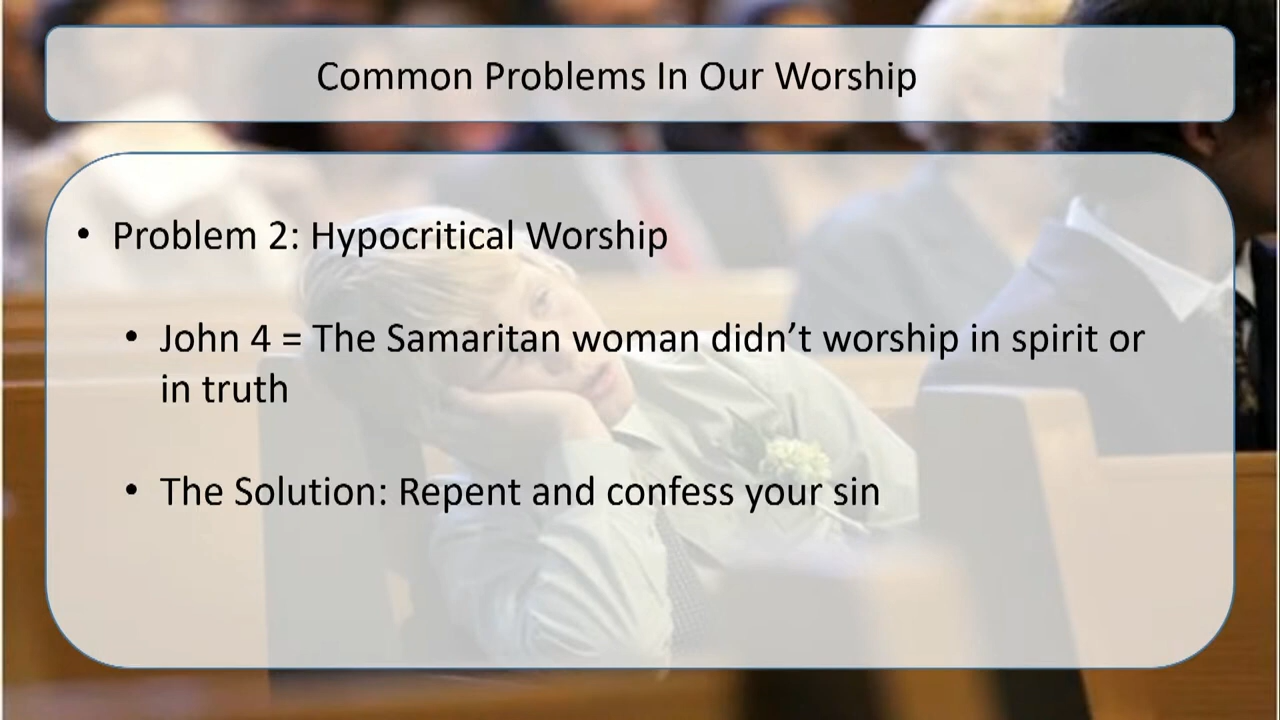 Common Problems In Our Worship
• Problem 2: Hypocritical Worship
• John 4 = The Samaritan woman didn’t worship in spirit or
in truth
• The Solution: Repent and confess your sin